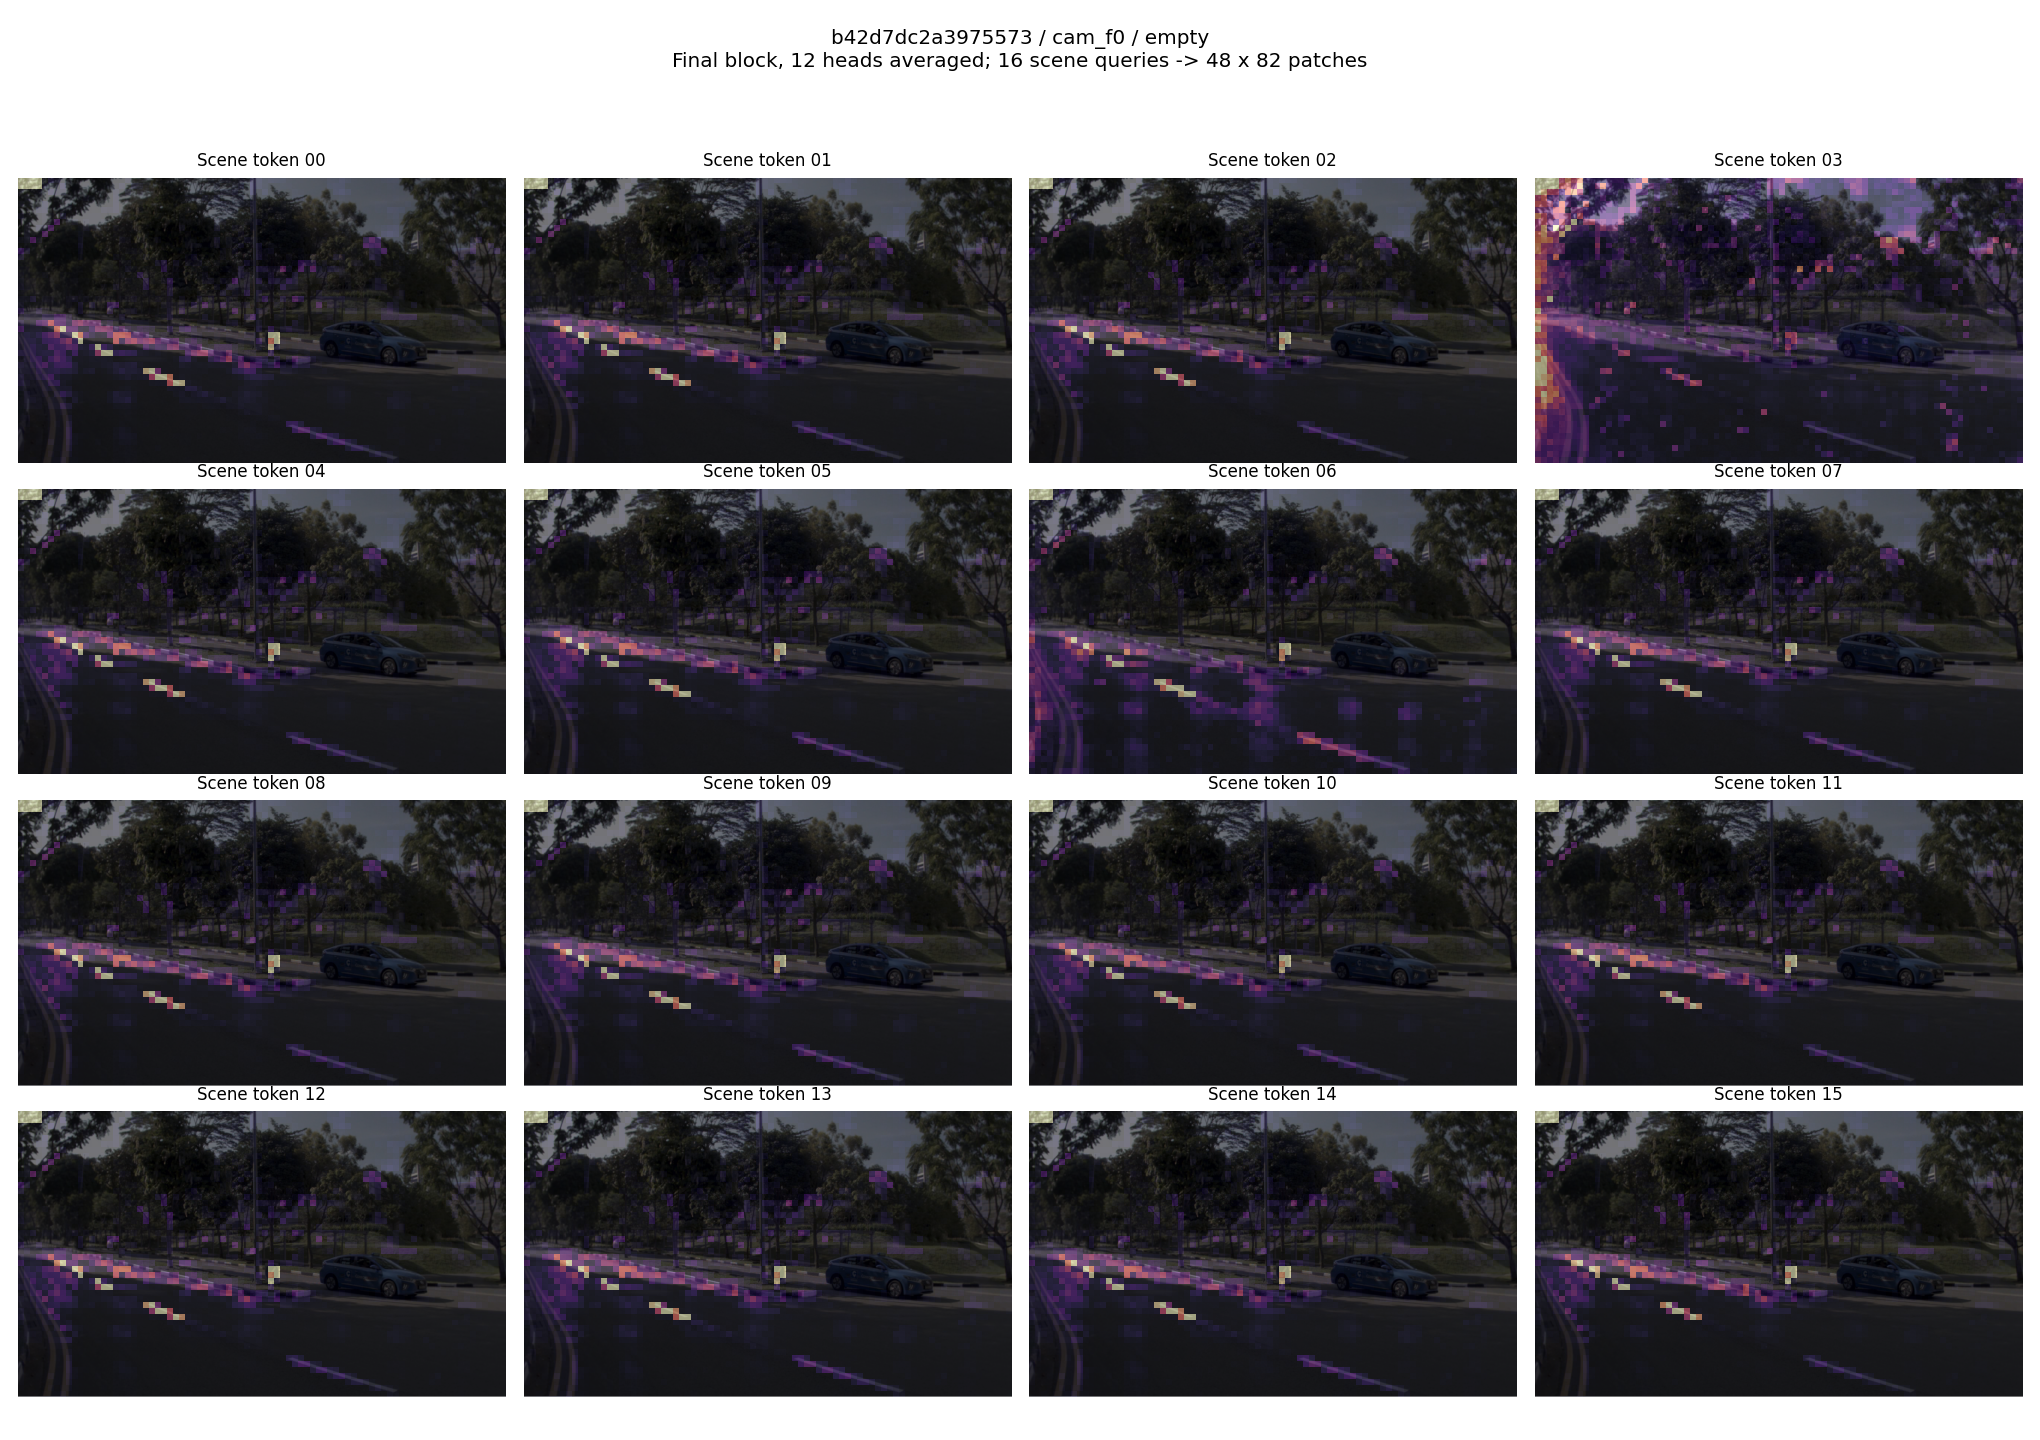 b42d7dc2a3975573 / cam_f0 / empty
Final block, 12 heads averaged; 16 scene queries -> 48 x 82 patches
Scene token 00
Scene token 01
Scene token 02
Scene token 03
Scene token 04
Scene token 05
Scene token 06
Scene token 07
Scene token 08
Scene token 09
Scene token 10
Scene token 11
Scene token 12
Scene token 13
Scene token 14
Scene token 15